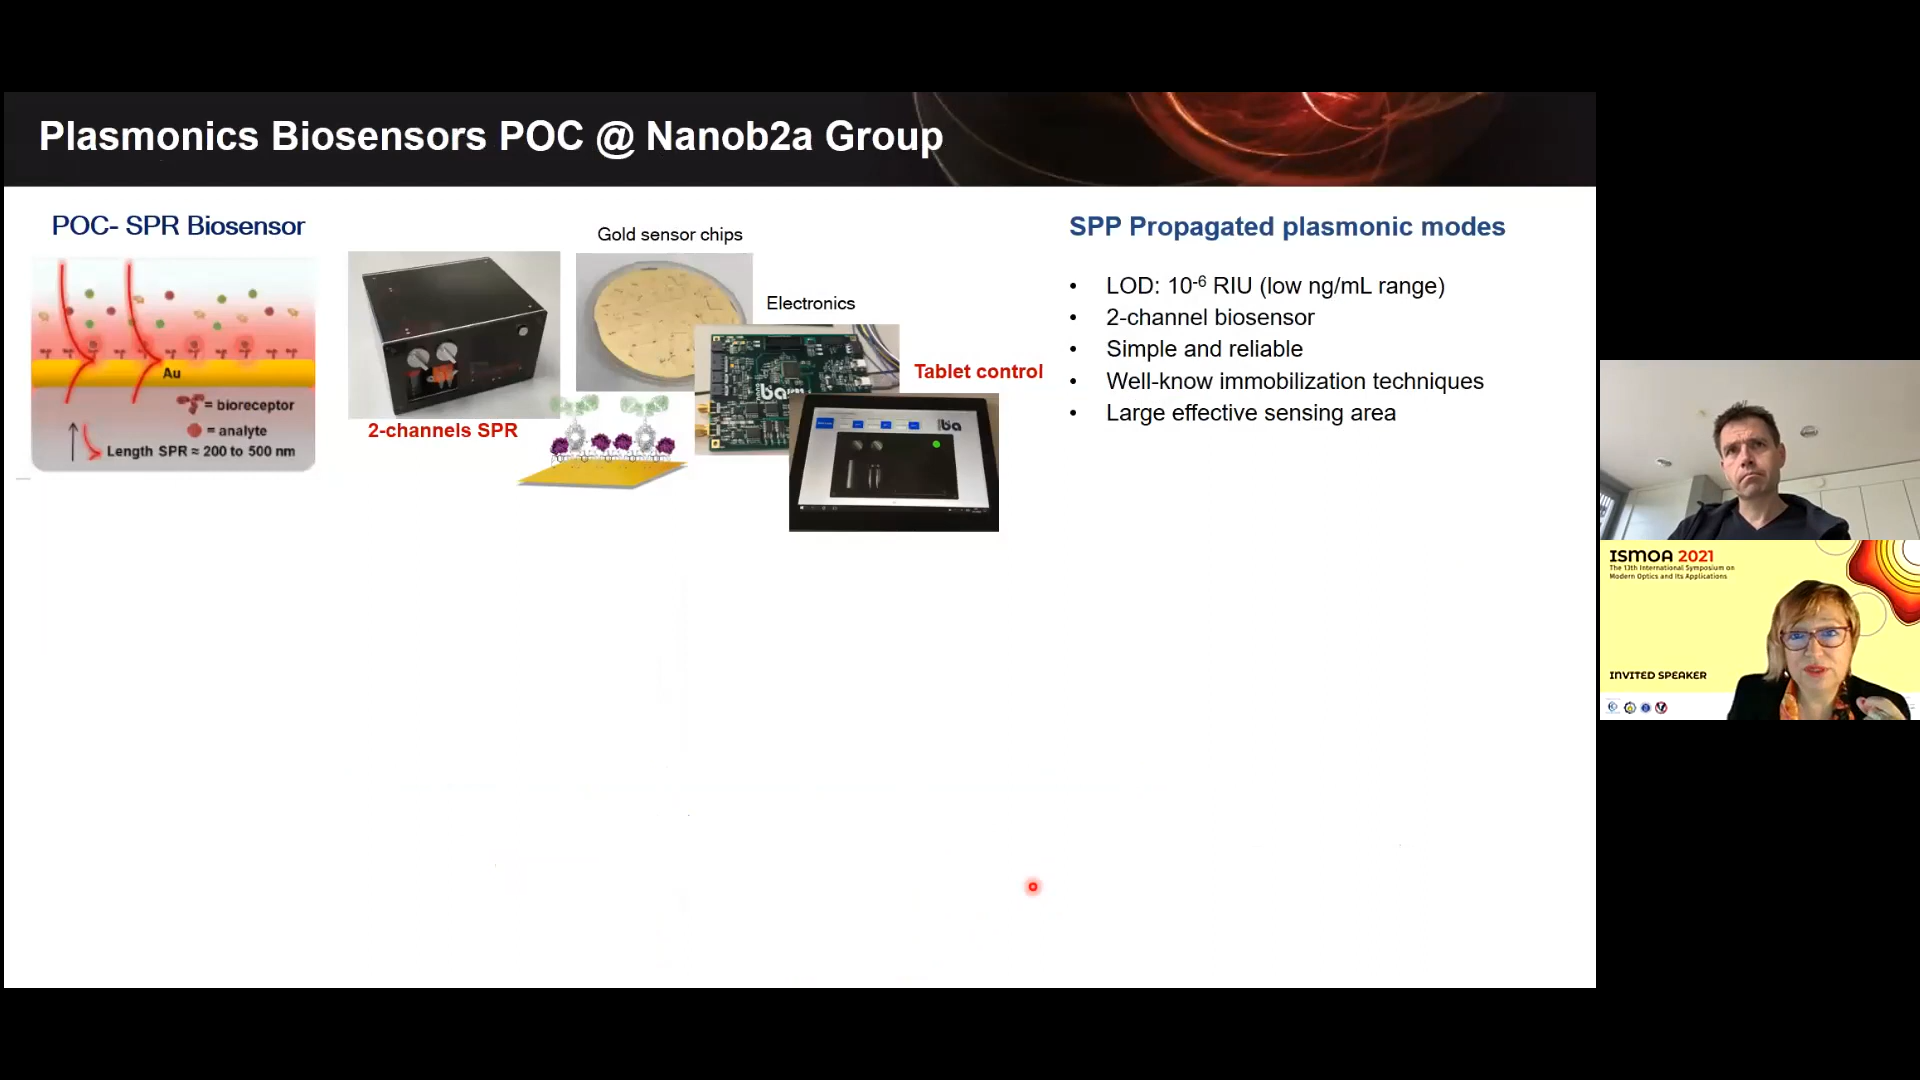 Plasmonics Biosensors POC @ Nanob2a Group
POC- SPR Biosensor
Au
= bioreceptor
= analyte
Length SPR ≈ 200 to 500 nm
2-channels SPR
Gold sensor chips
Electronics
Tablet control
SPP Propagated plasmonic modes
• LOD: 10⁻⁶ RIU (low ng/mL range)
• 2-channel biosensor
• Simple and reliable
• Well-know immobilization techniques
• Large effective sensing area
ISMOA 2021
The 13th International Symposium on
Modern Optics and Its Applications
INVITED SPEAKER